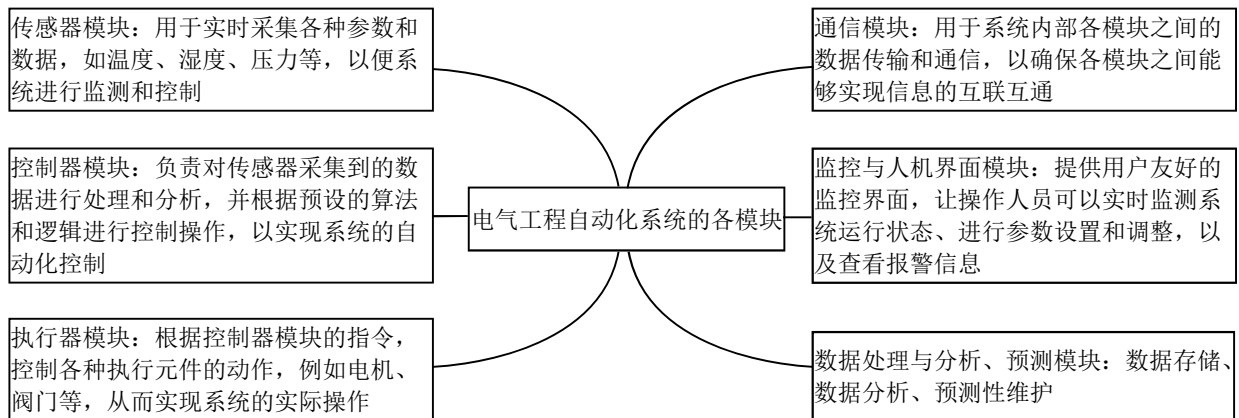 传感器模块：用于实时采集各种参数和
数据，如温度、湿度、压力等，以便系
统进行监测和控制
控制器模块：负责对传感器采集到的数
据进行处理和分析，并根据预设的算法
和逻辑进行控制操作，以实现系统的自
动化控制
执行器模块：根据控制器模块的指令，
控制各种执行元件的动作，例如电机、
阀门等，从而实现系统的实际操作
电气工程自动化系统的各模块
通信模块：用于系统内部各模块之间的
数据传输和通信，以确保各模块之间能
够实现信息的互联互通
监控与人机界面模块：提供用户友好的
监控界面，让操作人员可以实时监测系
统运行状态、进行参数设置和调整，以
及查看报警信息
数据处理与分析、预测模块：数据存储、
数据分析、预测性维护